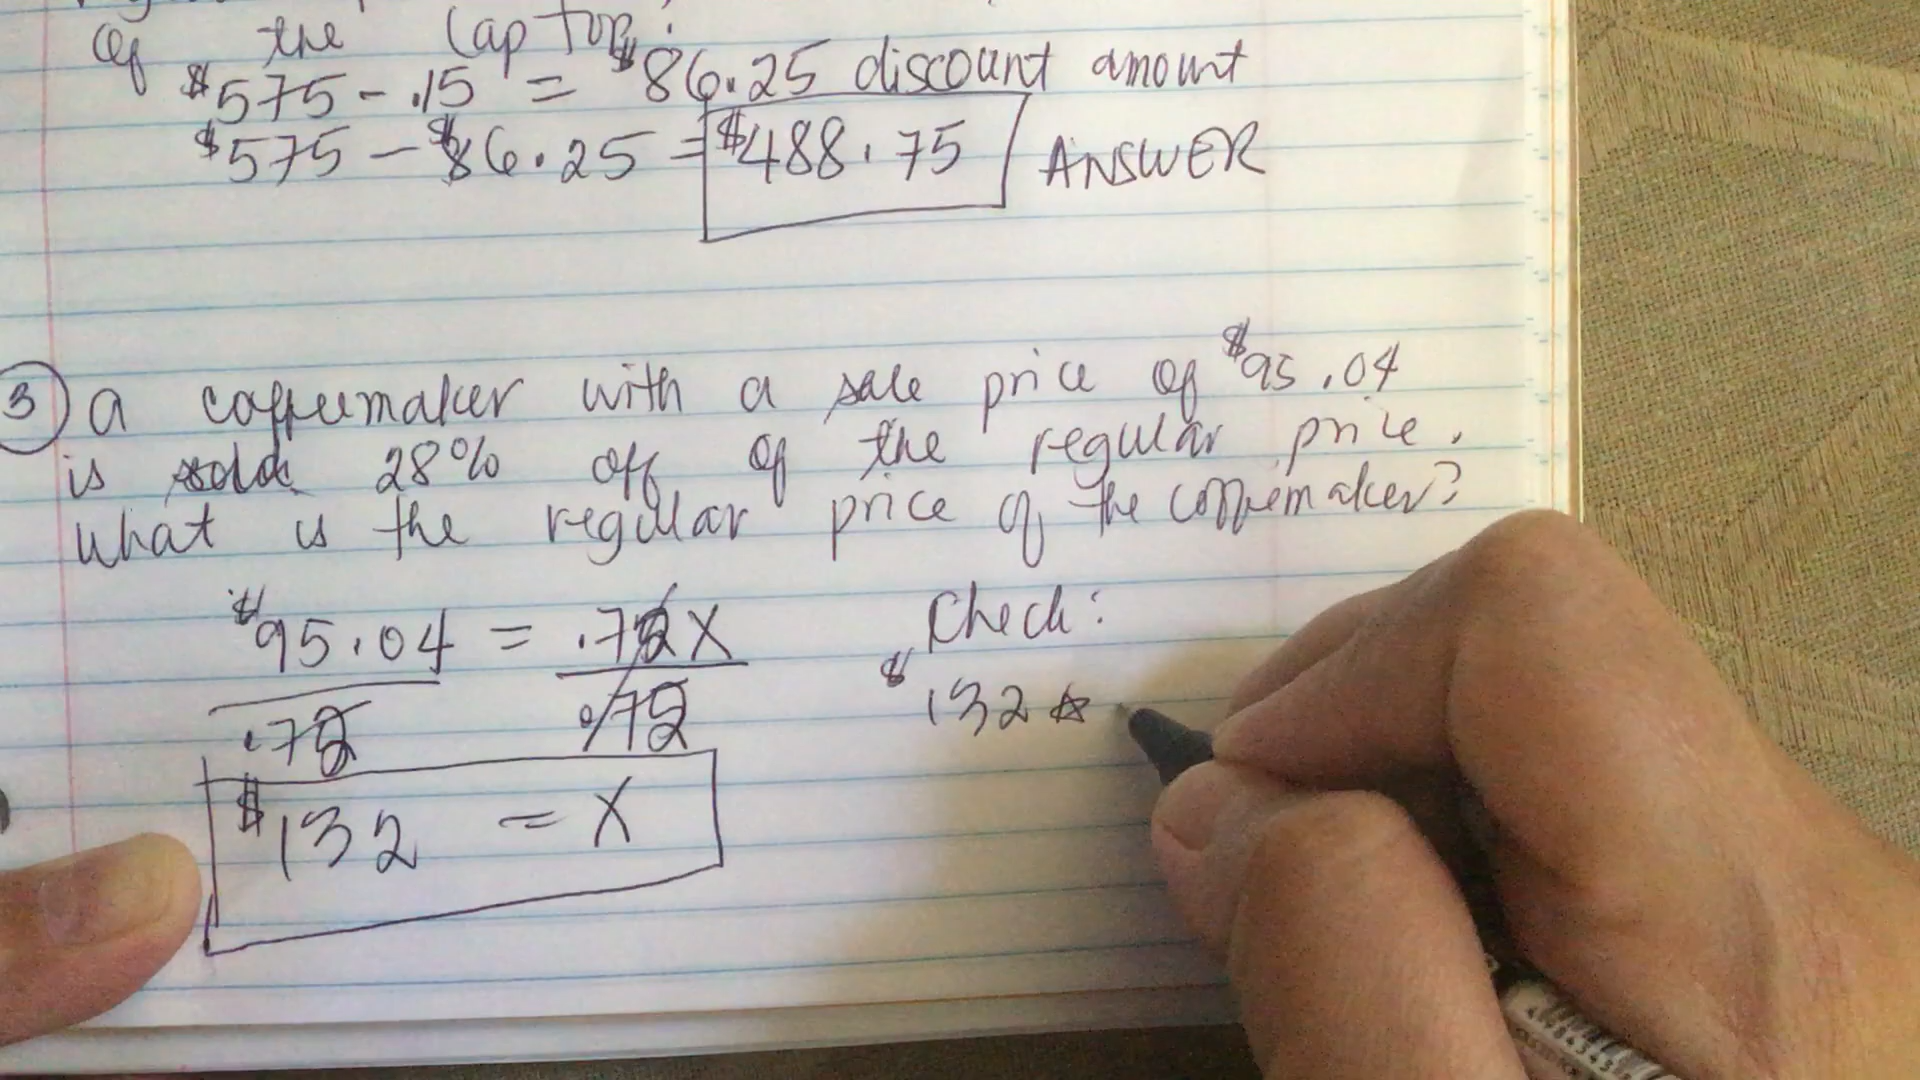 of the laptop?
$575 - .15 = $86.25 discount amount
$575 - $86.25 = $488.75 ANSWER
3) a coffeemaker with a sale price of $95.04
is sold 28% off of the regular price.
What is the regular price of the coffeemaker?
$95.04 = .72x
.72 .72
$132 = x
Check:
$132 *